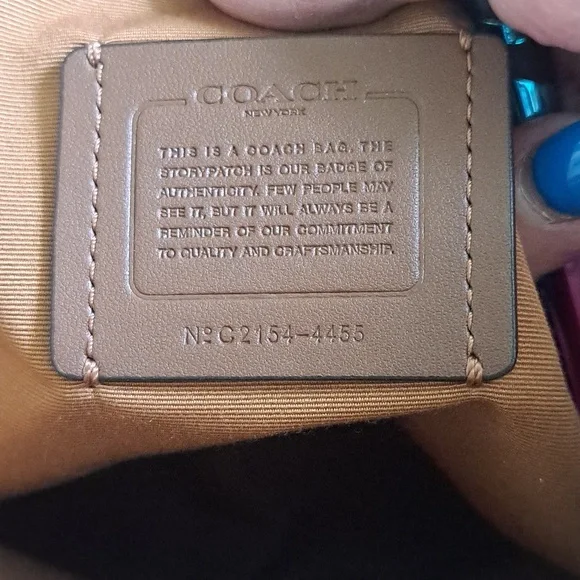 COACH
NEW YORK
THIS IS A COACH BAG. THE
STORYPATCH IS OUR BADGE OF
AUTHENTICITY. FEW PEOPLE MAY
SEE IT, BUT IT WILL ALWAYS BE A
REMINDER OF OUR COMMITMENT
TO QUALITY AND CRAFTSMANSHIP.
Nº C2154-4455